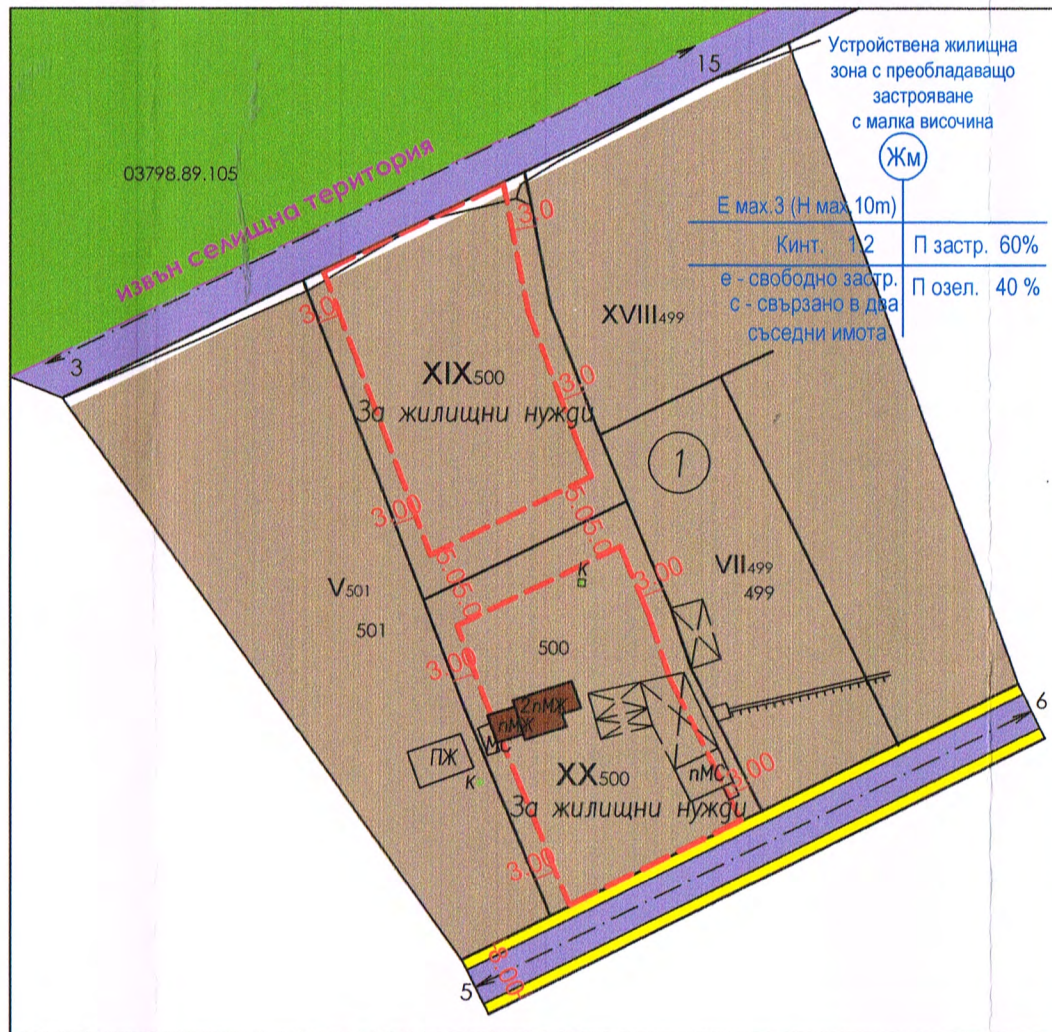 Устройствена жилищна
зона с преобладаващо
застрояване
с малка височина
Жм
Е мах.3 (Н мах.10m)
Кинт. 1.2
П застр. 60%
е - свободно застр.
с - свързано в два
съседни имота
П озел. 40 %
15
03798.89.105
извън селищна територия
3
3.0
3.0
XVIII499
XIX500
За жилищни нужди
3.0
1
3.00
5.0
5.0
5.0
5.0
К
3.00
VII499
499
V501
501
500
3.00
2пМЖ
пМЖ
МС
ПЖ
К
пМС
3.00
XX500
За жилищни нужди
3.00
6
8.00
5